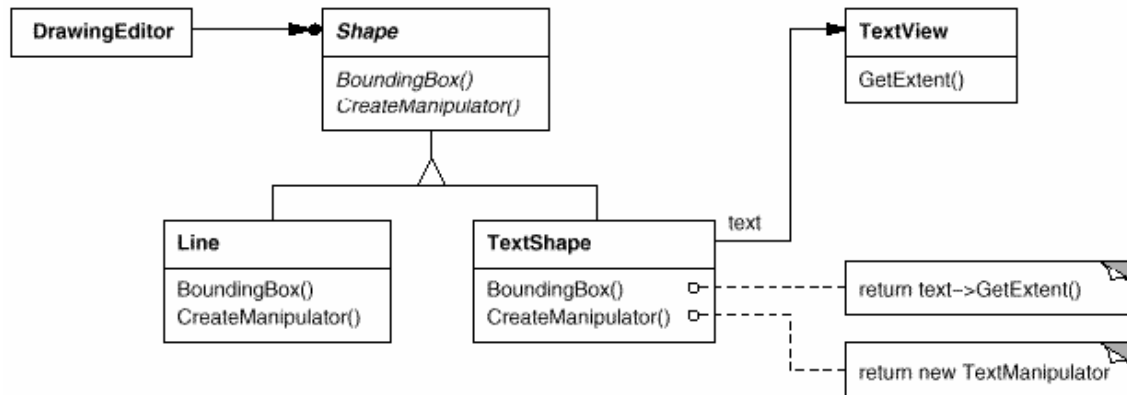 DrawingEditor
Shape
BoundingBox()
CreateManipulator()
TextView
GetExtent()
Line
BoundingBox()
CreateManipulator()
TextShape
BoundingBox()
CreateManipulator()
text
return text->GetExtent()
return new TextManipulator